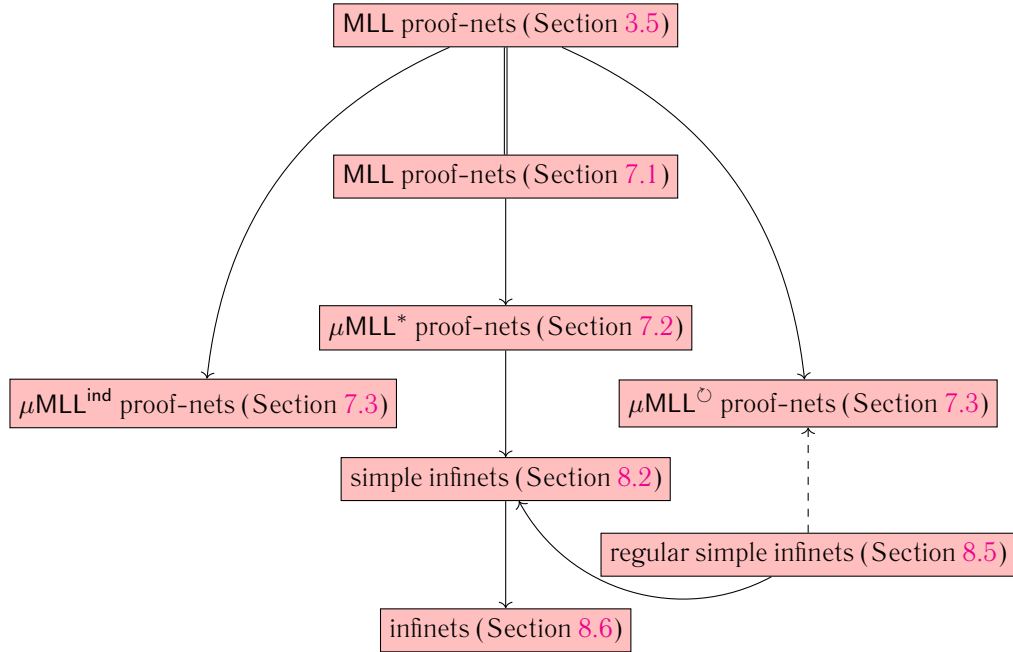 MLL proof-nets (Section 3.5)
MLL proof-nets (Section 7.1)
μMLL* proof-nets (Section 7.2)
μMLL^ind proof-nets (Section 7.3)
μMLL^↻ proof-nets (Section 7.3)
simple infinets (Section 8.2)
regular simple infinets (Section 8.5)
infinets (Section 8.6)